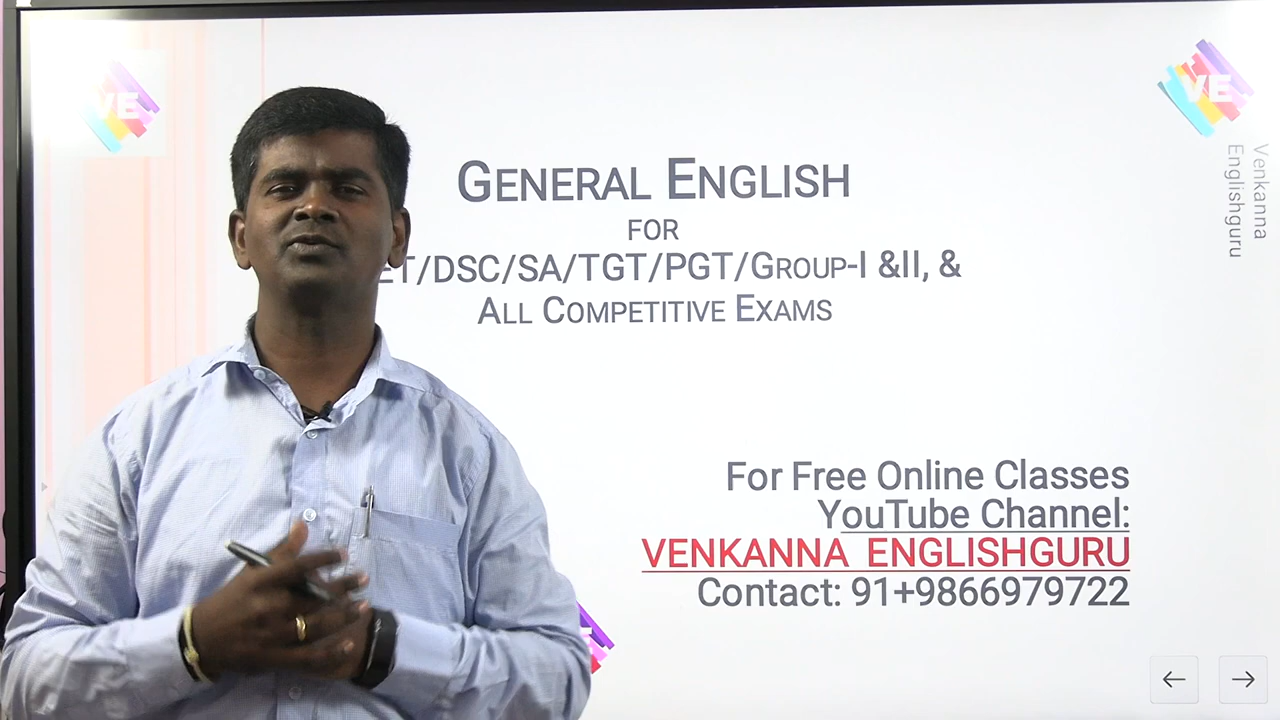 VE
VE
Venkanna
Englishguru
GENERAL ENGLISH
FOR
ET/DSC/SA/TGT/PGT/GROUP-I &II, &
ALL COMPETITIVE EXAMS
For Free Online Classes
YouTube Channel:
VENKANNA ENGLISHGURU
Contact: 91+9866979722